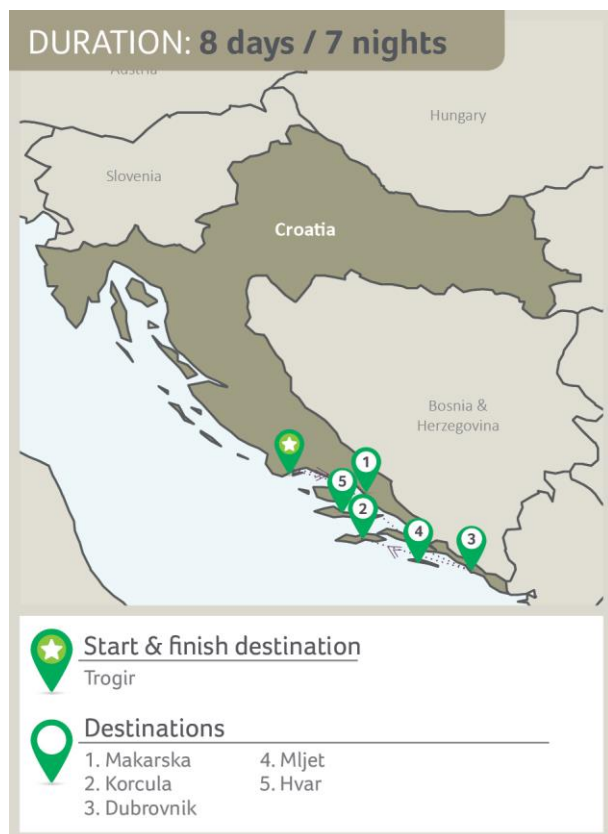 DURATION: 8 days / 7 nights
Austria
Hungary
Slovenia
Croatia
Bosnia &
Herzegovina
1
5
2
4
3
Start & finish destination
Trogir
Destinations
1. Makarska
2. Korcula
3. Dubrovnik
4. Mljet
5. Hvar